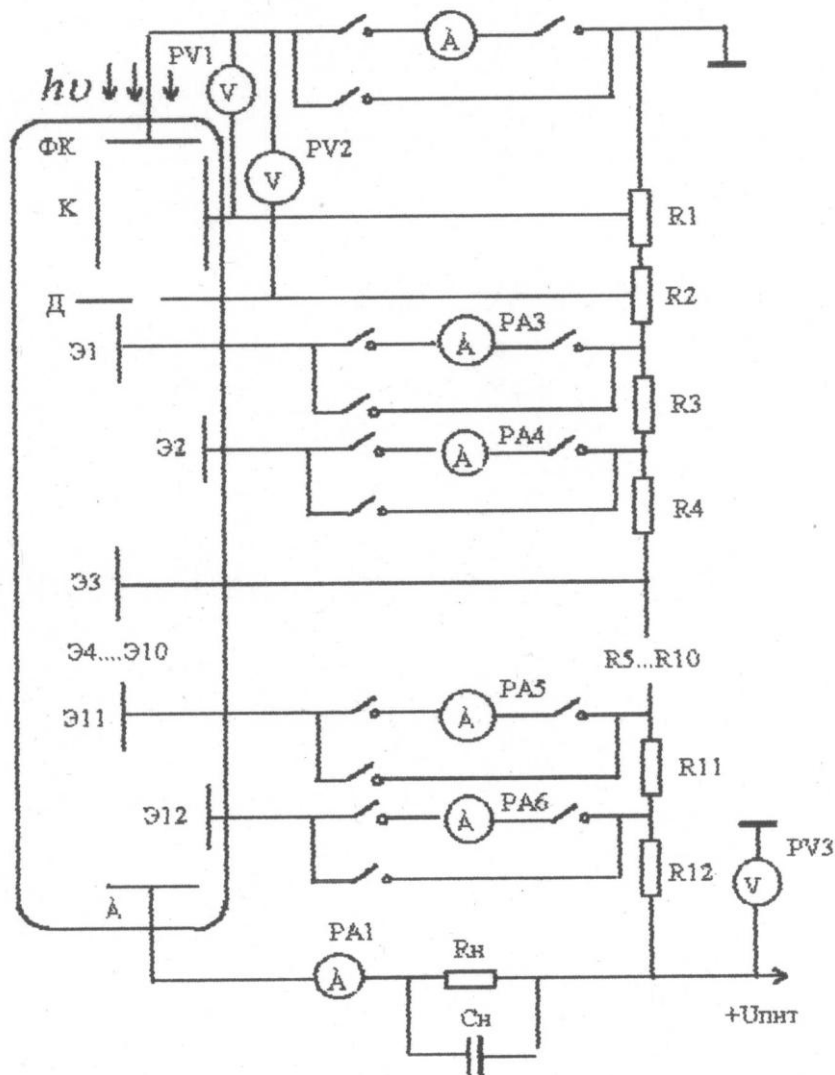 À
PV1
hυ
V
ФК
PV2
V
К
R1
Д
R2
Э1
À
PA3
R3
Э2
À
PA4
R4
Э3
Э4....Э10
R5...R10
Э11
À
PA5
R11
Э12
À
PA6
R12
PV3
V
À
PA1
À
Rн
Cн
+Uпит